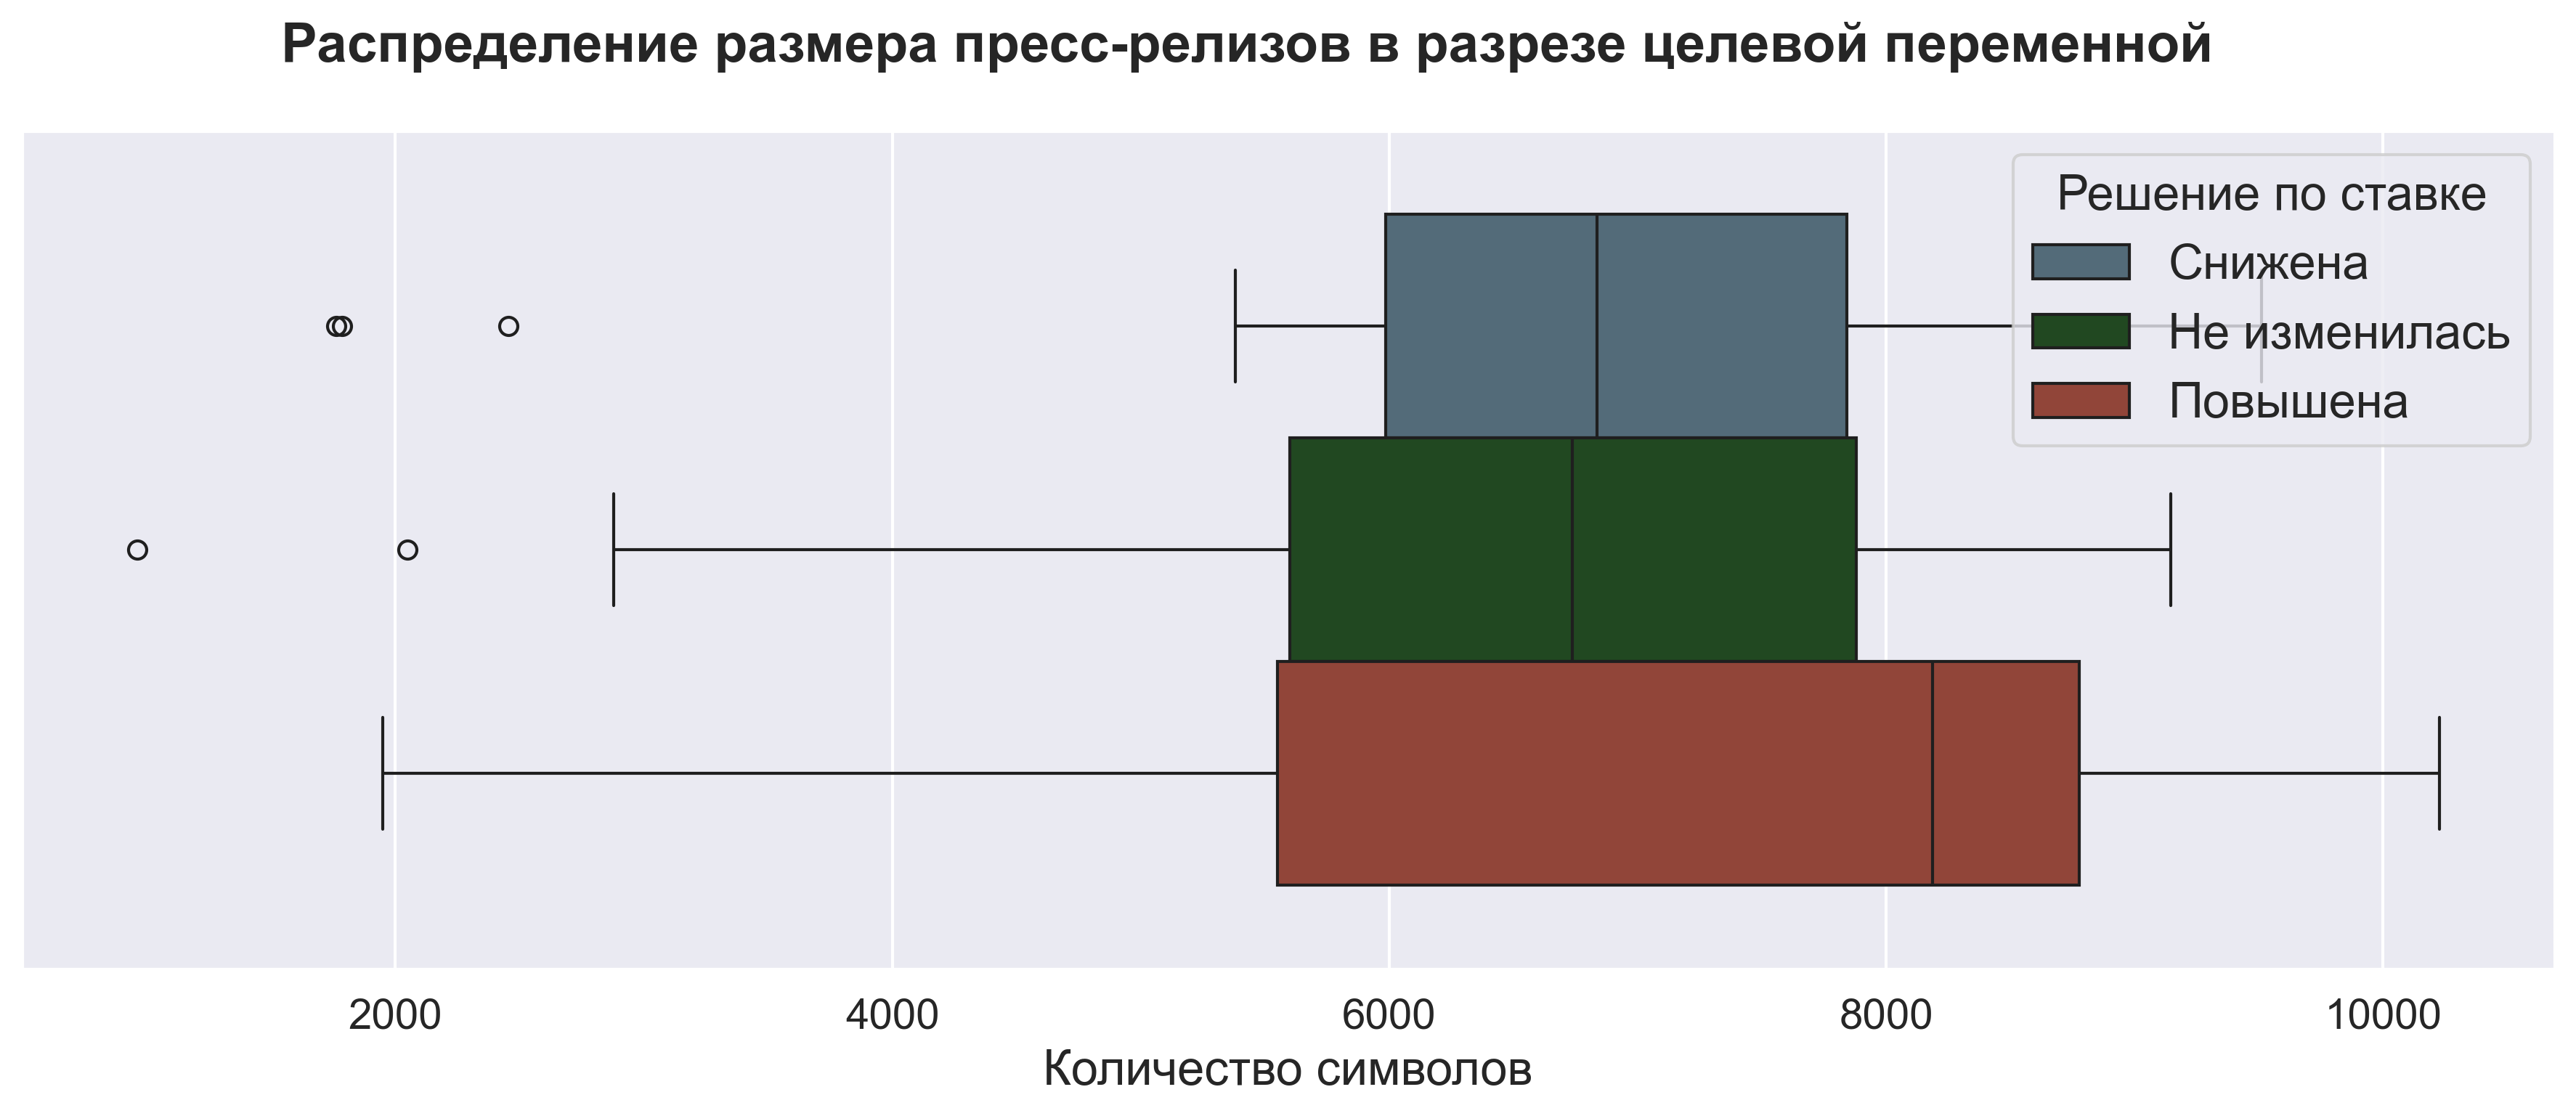 Распределение размера пресс-релизов в разрезе целевой переменной
Решение по ставке
Снижена
Не изменилась
Повышена
2000 4000 6000 8000 10000
Количество символов